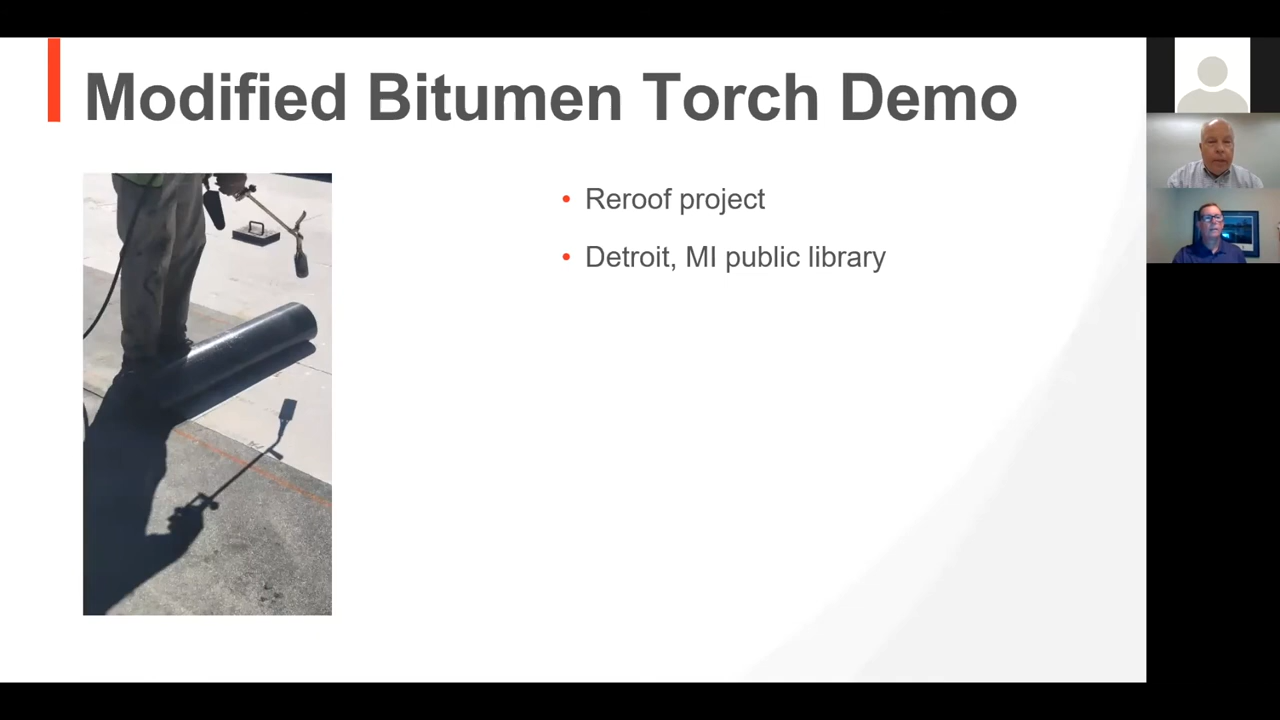 Modified Bitumen Torch Demo
• Reroof project
• Detroit, MI public library